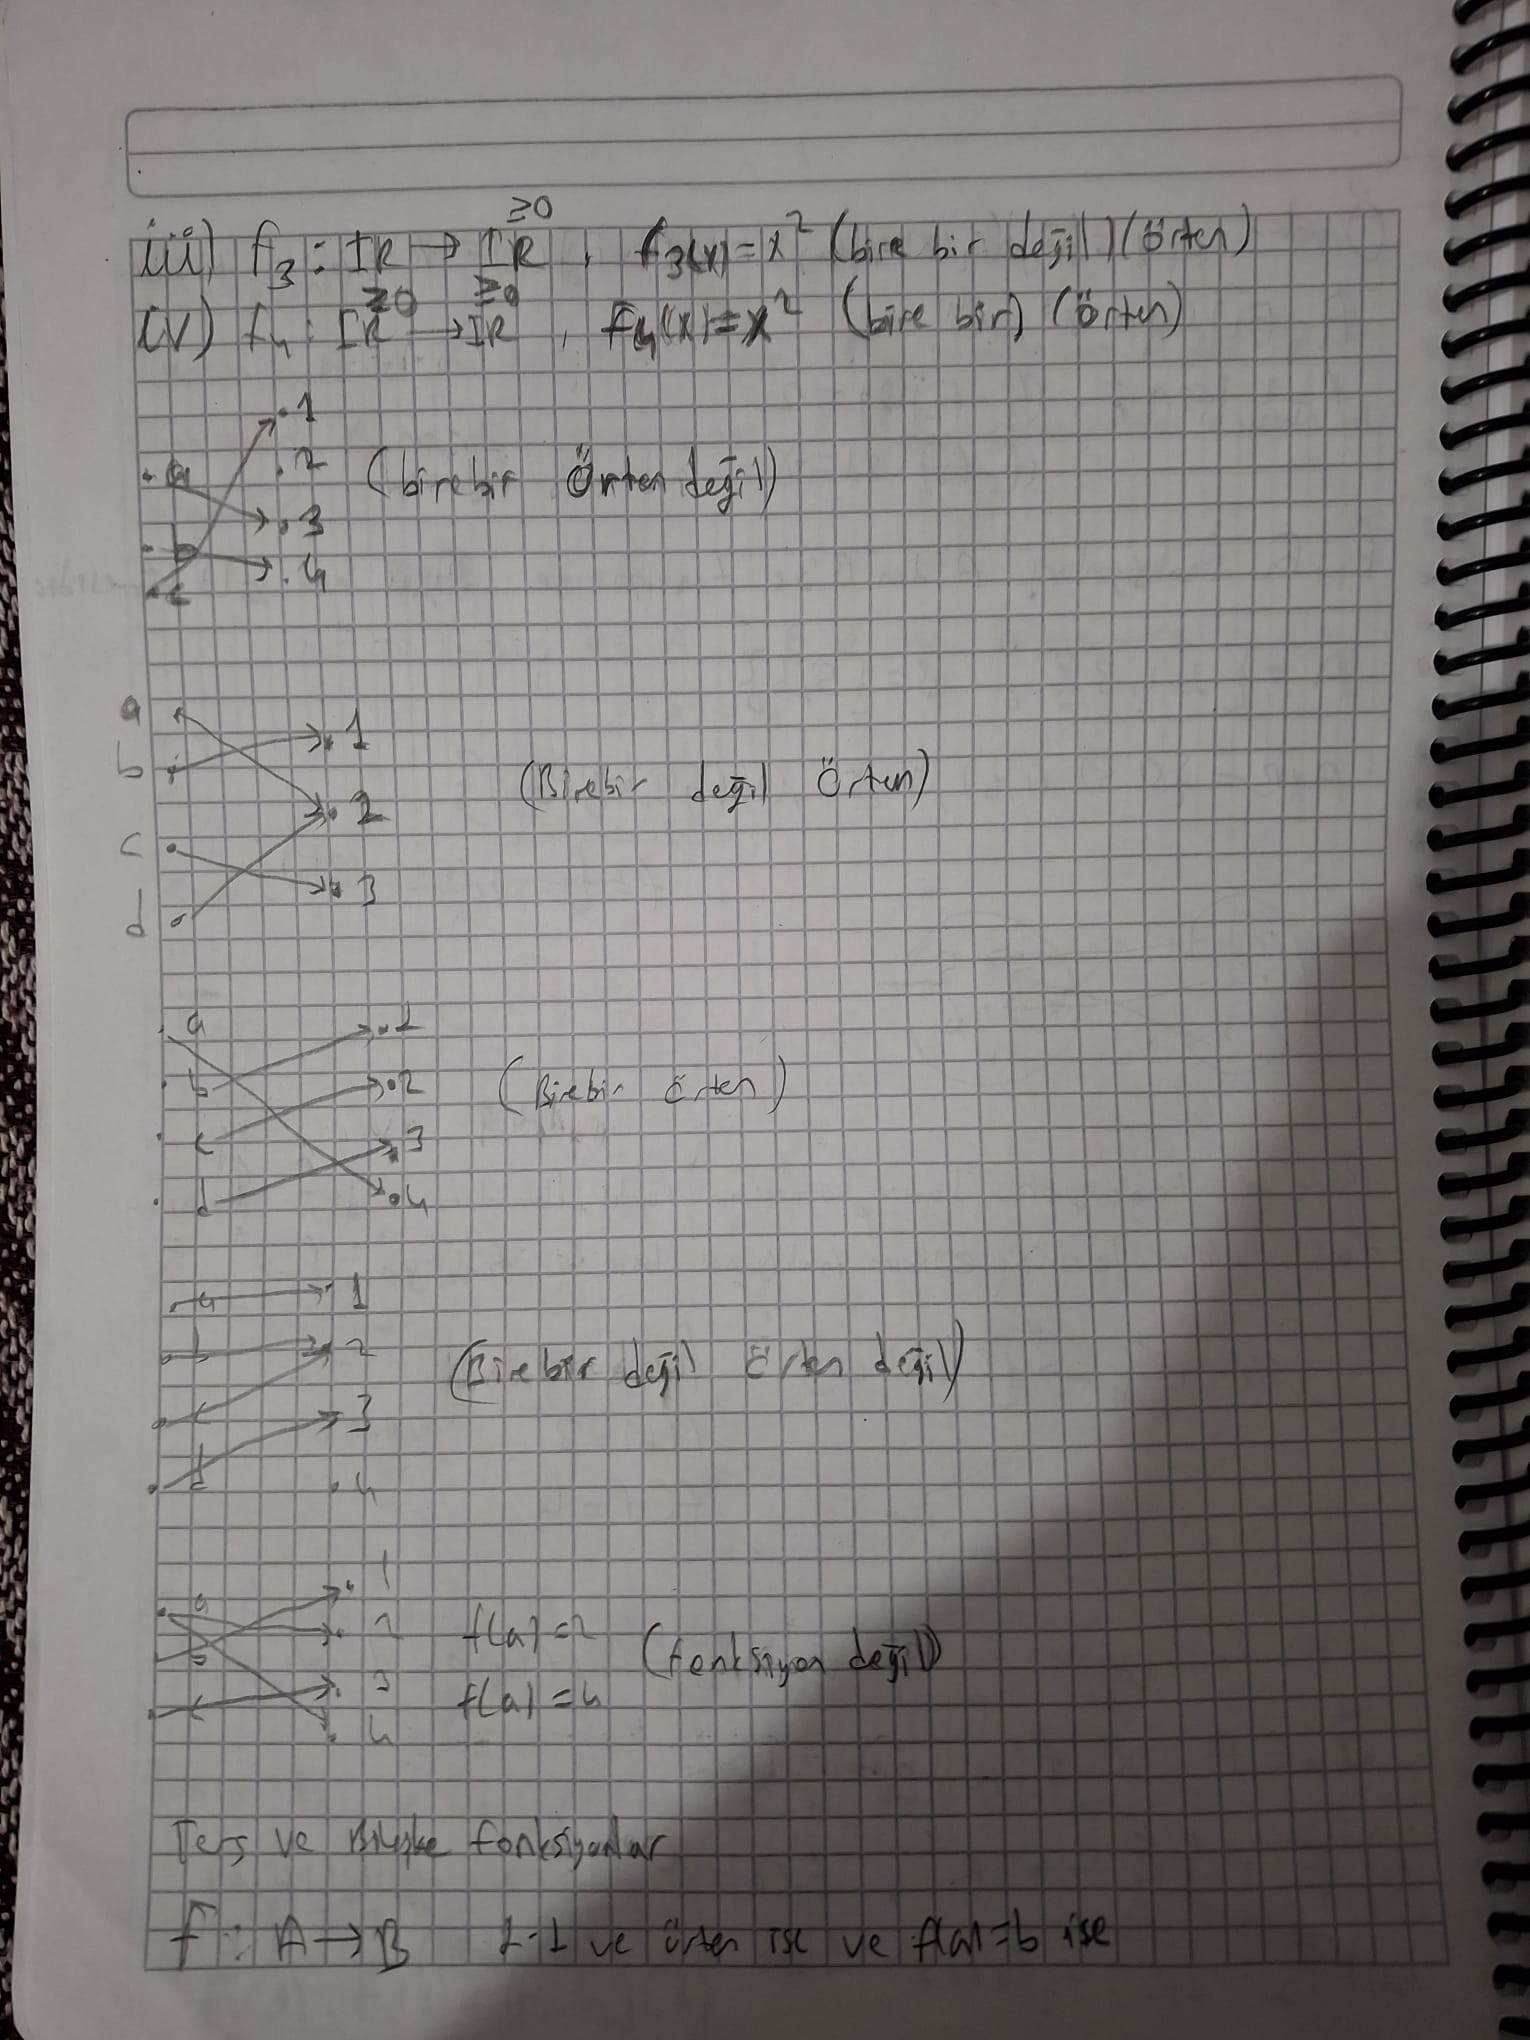 iii) f₃ : IR → IR≥0 , f₃(x) = x² (bire bir değil) (örten)
iv) f₄ : IR≥0 → IR≥0 , f₄(x) = x² (bire bir) (örten)
1
a 2 (birebir Örten değil)
3
b 4
c
a
1
b (Birebir değil Örten)
2
c
3
d
a 1
b 2 (Birebir Örten)
c 3
d 4
a 1
b 2 (Birebir değil Örten değil)
c 3
d 4
1
a 2 f(a) = 2 (fonksiyon değil)
b
c 3 f(a) = 4
4
Ters ve Bileşke fonksiyonlar
f : A → B 1-1 ve örten ise ve f(a) = b ise